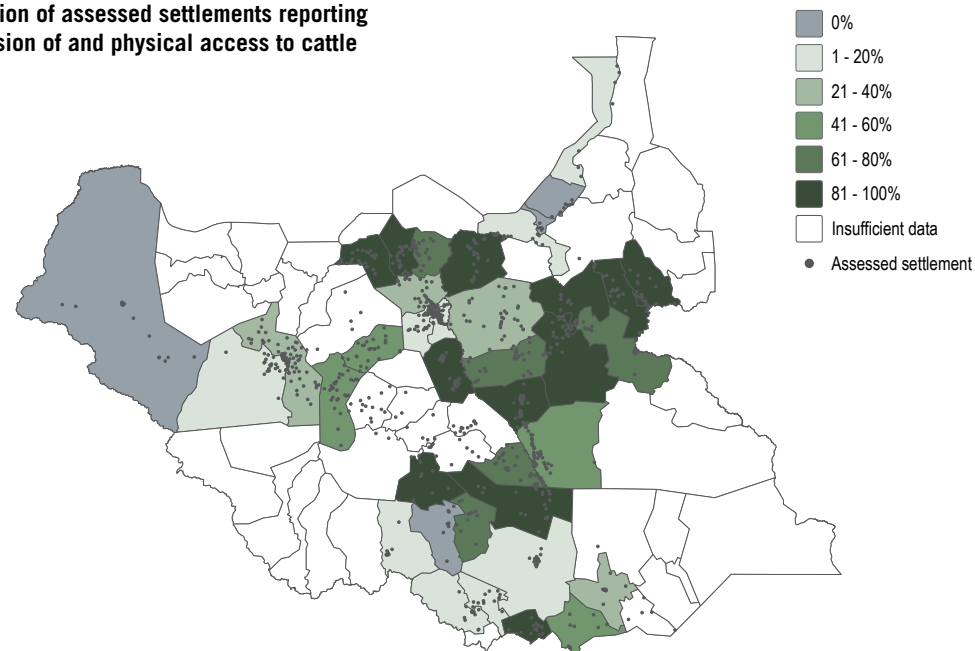 ion of assessed settlements reporting
sion of and physical access to cattle
0%
1 - 20%
21 - 40%
41 - 60%
61 - 80%
81 - 100%
Insufficient data
Assessed settlement